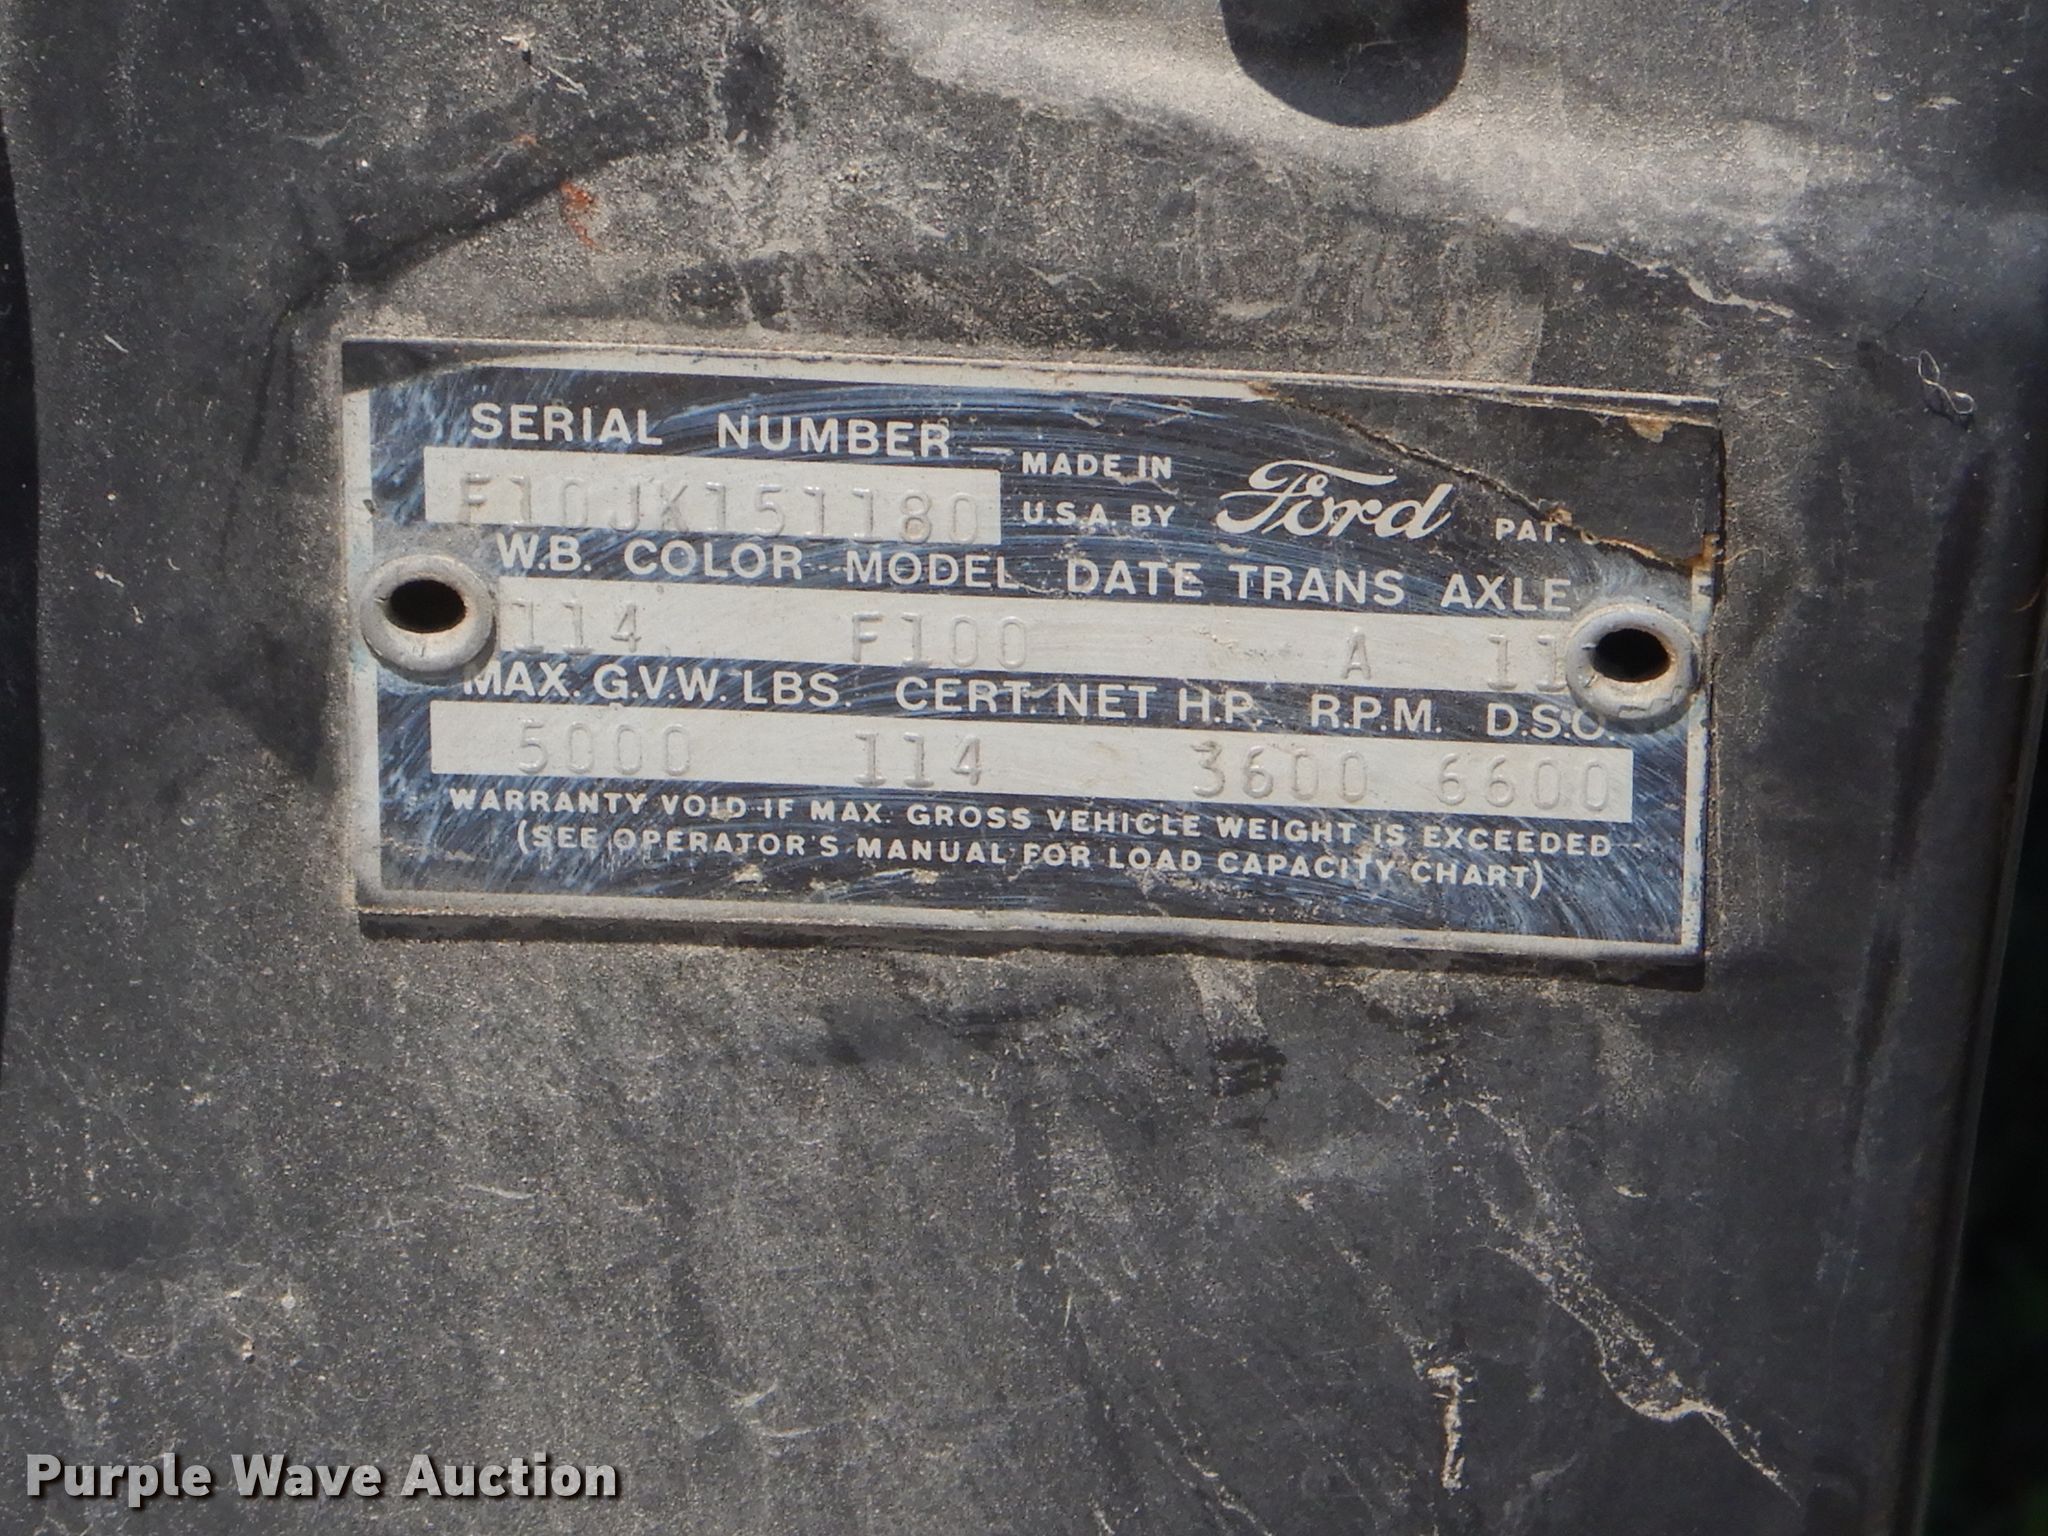 SERIAL NUMBER
MADE IN
F10JK151180
U.S.A. BY Ford PAT.
W.B. COLOR MODEL DATE TRANS AXLE
114 F100 A 11
MAX. G.V.W. LBS. CERT. NET H.P. R.P.M. D.S.O.
5000 114 3600 6600
WARRANTY VOID IF MAX. GROSS VEHICLE WEIGHT IS EXCEEDED
(SEE OPERATOR'S MANUAL FOR LOAD CAPACITY CHART)
Purple Wave Auction